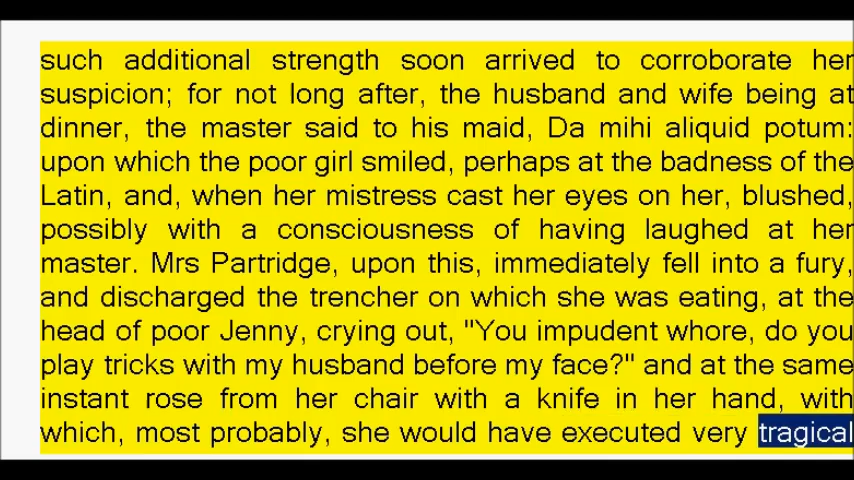 such additional strength soon arrived to corroborate her
suspicion; for not long after, the husband and wife being at
dinner, the master said to his maid, Da mihi aliquid potum:
upon which the poor girl smiled, perhaps at the badness of the
Latin, and, when her mistress cast her eyes on her, blushed,
possibly with a consciousness of having laughed at her
master. Mrs Partridge, upon this, immediately fell into a fury,
and discharged the trencher on which she was eating, at the
head of poor Jenny, crying out, "You impudent whore, do you
play tricks with my husband before my face?" and at the same
instant rose from her chair with a knife in her hand, with
which, most probably, she would have executed very tragical